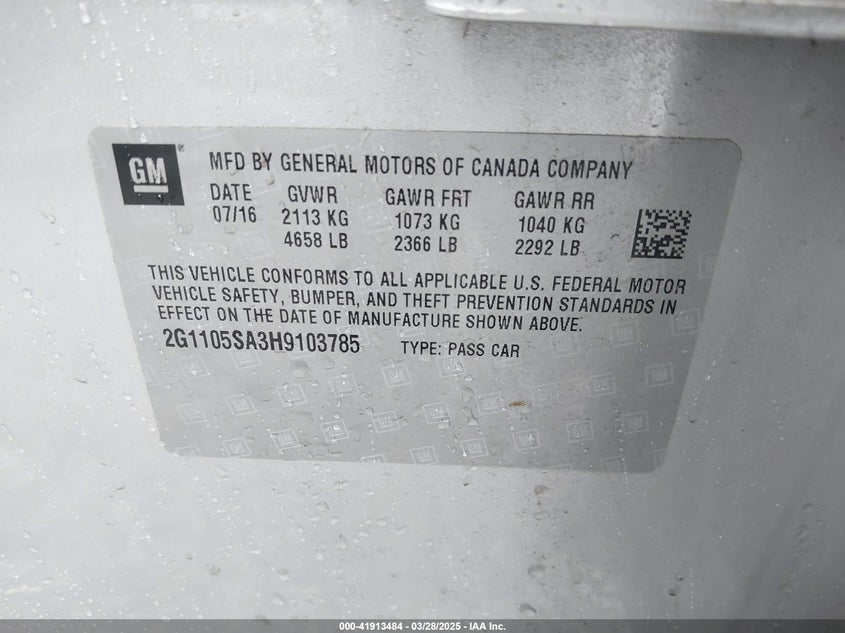 GM
MFD BY GENERAL MOTORS OF CANADA COMPANY
DATE GVWR GAWR FRT GAWR RR
07/16 2113 KG 1073 KG 1040 KG
4658 LB 2366 LB 2292 LB
THIS VEHICLE CONFORMS TO ALL APPLICABLE U.S. FEDERAL MOTOR
VEHICLE SAFETY, BUMPER, AND THEFT PREVENTION STANDARDS IN
EFFECT ON THE DATE OF MANUFACTURE SHOWN ABOVE.
2G1105SA3H9103785 TYPE: PASS CAR
000-41913484 - 03/28/2025 - IAA Inc.